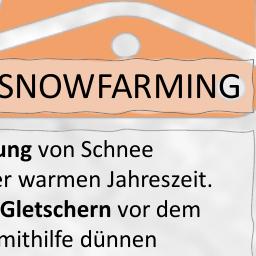 SNOWFARMING
ung von Schnee
er warmen Jahreszeit.
Gletschern vor dem
mithilfe dünnen